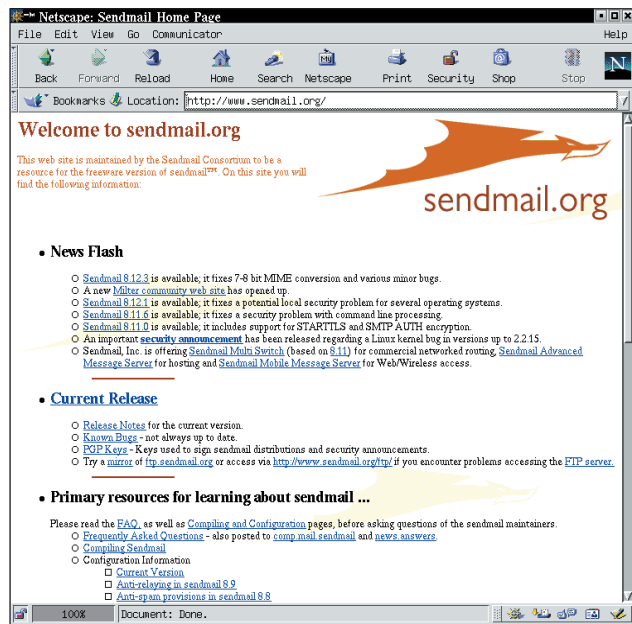 Netscape: Sendmail Home Page
File Edit View Go Communicator Help
Back Forward Reload Home Search Netscape Print Security Shop Stop
My
N
Bookmarks Location: http://www.sendmail.org/
Welcome to sendmail.org
This web site is maintained by the Sendmail Consortium to be a
resource for the freeware version of sendmail™. On this site you will
find the following information:
sendmail.org
News Flash
Sendmail 8.12.3 is available; it fixes 7-8 bit MIME conversion and various minor bugs.
A new Milter community web site has opened up.
Sendmail 8.12.1 is available; it fixes a potential local security problem for several operating systems.
Sendmail 8.11.6 is available; it fixes a security problem with command line processing.
Sendmail 8.11.0 is available; it includes support for STARTTLS and SMTP AUTH encryption.
An important security announcement has been released regarding a Linux kernel bug in versions up to 2.2.15.
Sendmail, Inc. is offering Sendmail Multi Switch (based on 8.11) for commercial networked routing, Sendmail Advanced
Message Server for hosting and Sendmail Mobile Message Server for Web/Wireless access.
Current Release
Release Notes for the current version.
Known Bugs - not always up to date.
PGP Keys - Keys used to sign sendmail distributions and security announcements.
Try a mirror of ftp.sendmail.org or access via http://www.sendmail.org/ftp/ if you encounter problems accessing the FTP server.
Primary resources for learning about sendmail ...
Please read the FAQ, as well as Compiling and Configuration pages, before asking questions of the sendmail maintainers.
Frequently Asked Questions - also posted to comp.mail.sendmail and news.answers.
Compiling Sendmail
Configuration Information
Current Version
Anti-relaying in sendmail 8.9
Anti-spam provisions in sendmail 8.8
100% Document: Done.